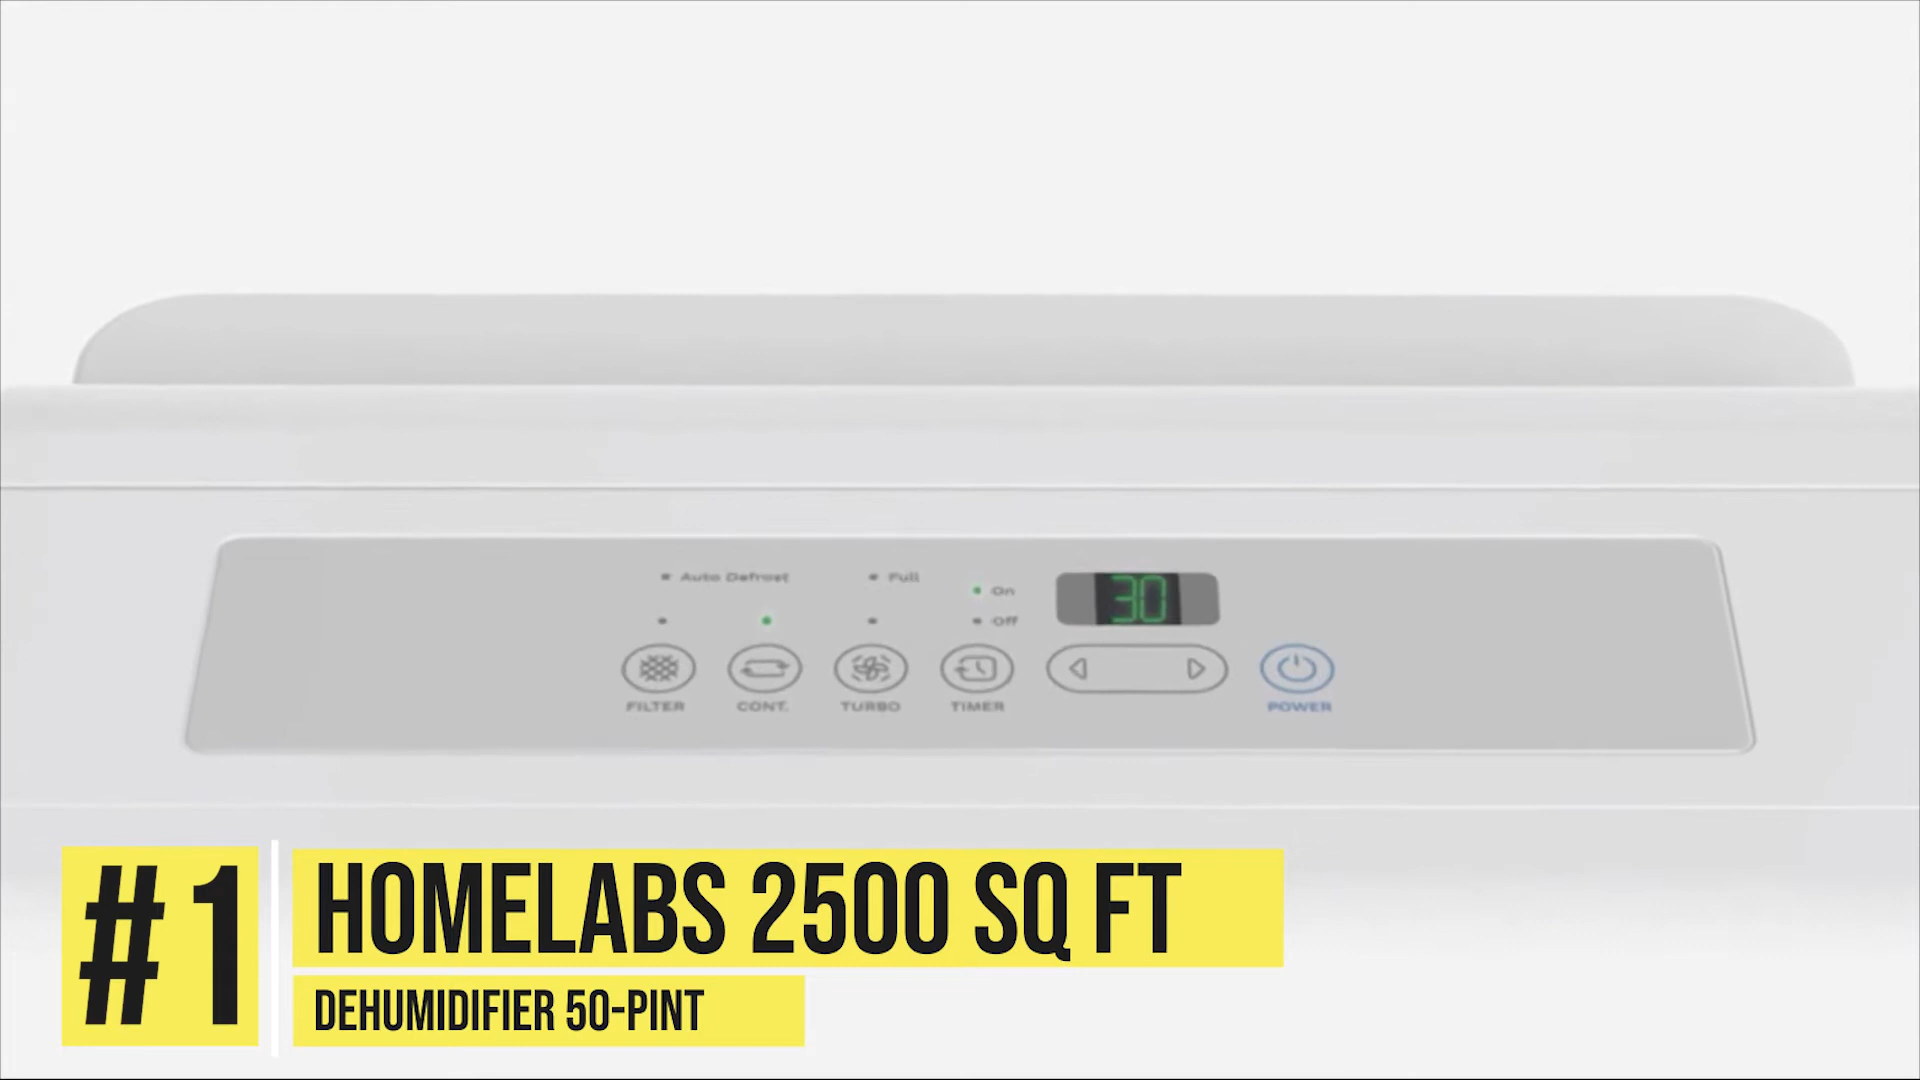 Auto Defrost
Full
On
30
Off
FILTER
CONT.
TURBO
TIMER
POWER
#1
HOMELABS 2500 SQ FT
DEHUMIDIFIER 50-PINT